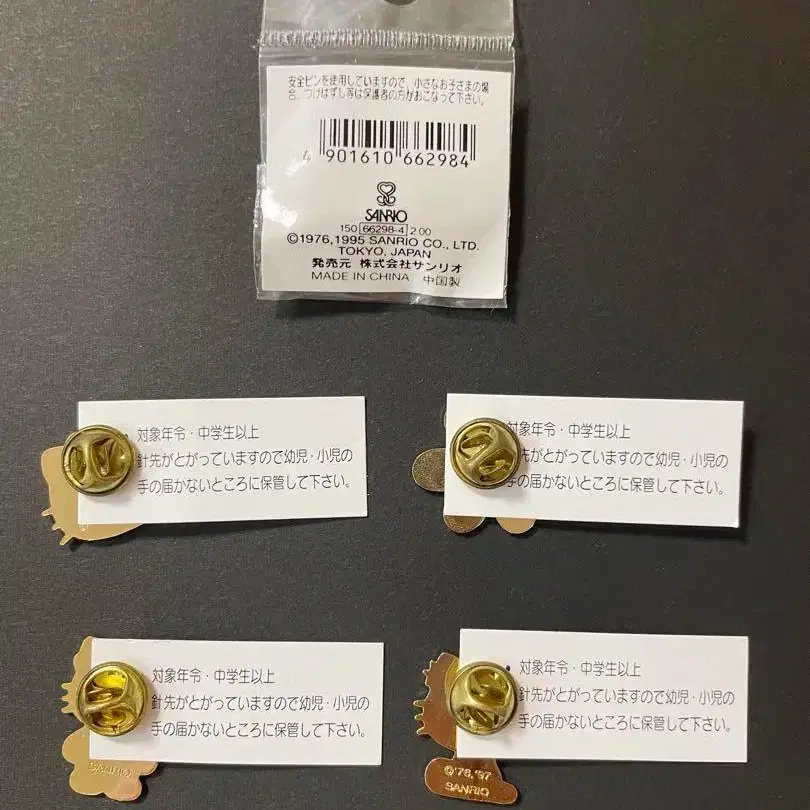 安全ピンを使用していますので、小さなお子さまの場
合、つけはずし等は保護者の方がおこなって下さい。
4 901610 662984
SANRIO
150 66298-4 2.00
©1976,1995 SANRIO CO., LTD.
TOKYO, JAPAN
発売元 株式会社サンリオ
MADE IN CHINA 中国製
対象年令・中学生以上
針先がとがっていますので幼児・小児の
手の届かないところに保管して下さい。
対象年令・中学生以上
先がとがっていますので幼児・小児の
手の届かないところに保管して下さい。
対象年令・中学生以上
針先がとがっていますので幼児・小児の
手の届かないところに保管して下さい。
SANRIO
・対象年令・中学生以上
針先がとがっていますので幼児・小児の
手の届かないところに保管して下さい。
©'76,'97
SANRIO